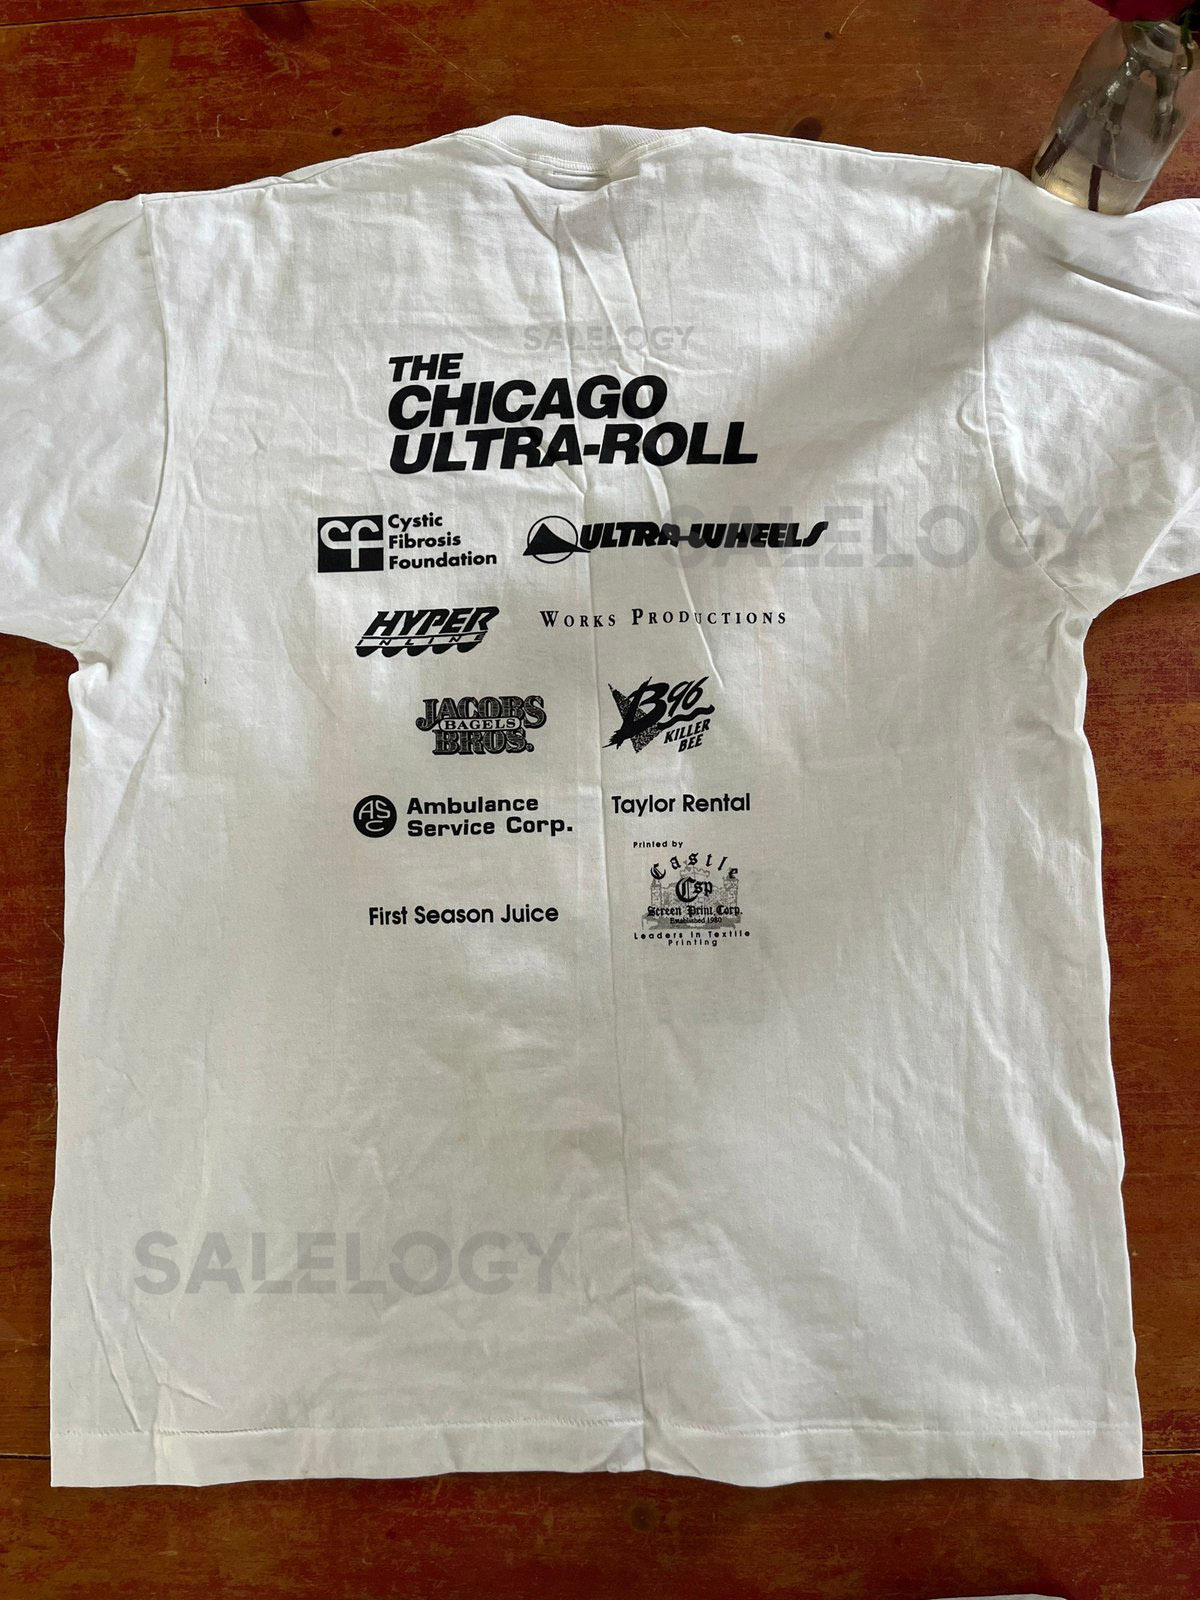 SALELOGY
THE
CHICAGO
ULTRA-ROLL
SALELOGY
cf Cystic
Fibrosis
Foundation
ULTRA-WHEELS
HYPER
INLINE
WORKS PRODUCTIONS
JACOBS
BAGELS
BROS.
B96
KILLER
BEE
ASC
Ambulance
Service Corp.
Taylor Rental
First Season Juice
Printed by
Castle
Csp
Screen Print Corp.
Established 1980
Leaders in Textile
Printing
SALELOGY